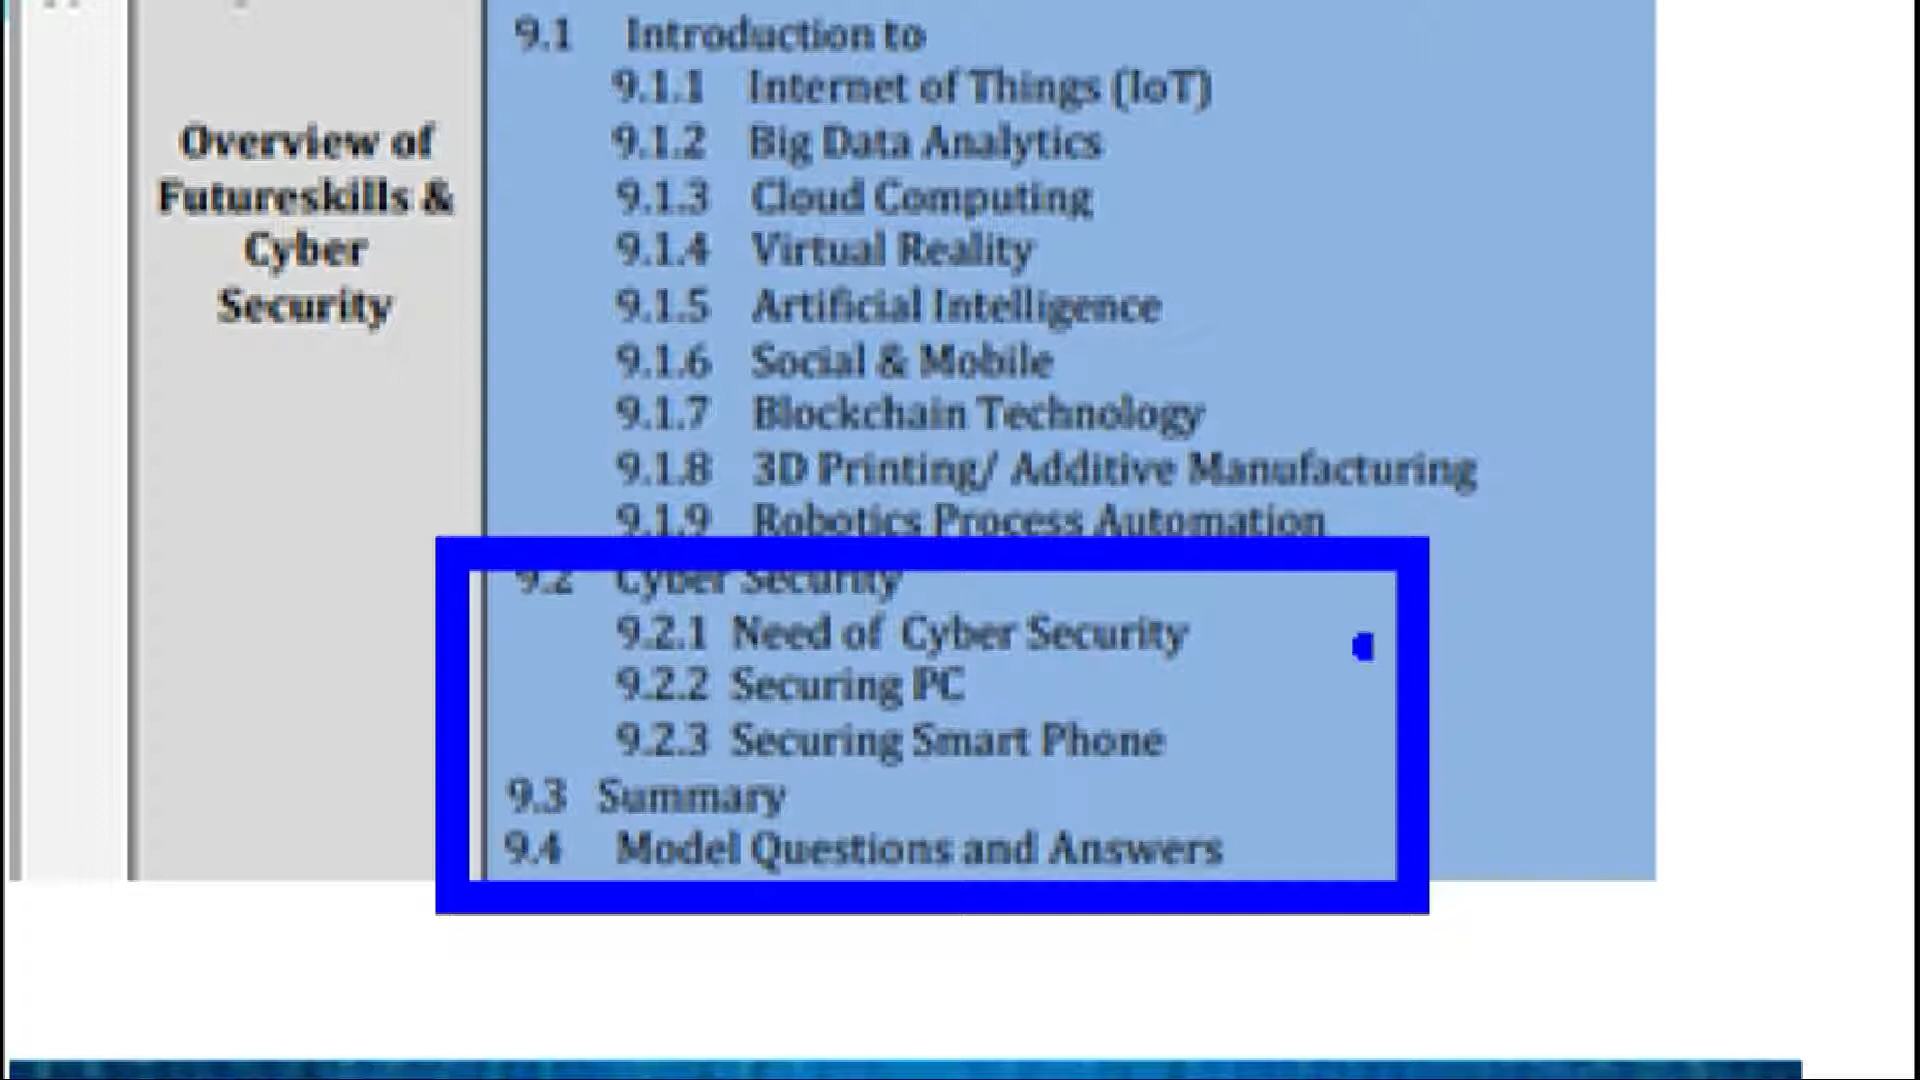 Overview of
Futureskills &
Cyber
Security
9.1 Introduction to
9.1.1 Internet of Things (IoT)
9.1.2 Big Data Analytics
9.1.3 Cloud Computing
9.1.4 Virtual Reality
9.1.5 Artificial Intelligence
9.1.6 Social & Mobile
9.1.7 Blockchain Technology
9.1.8 3D Printing/ Additive Manufacturing
9.1.9 Robotics Process Automation
9.2 Cyber Security
9.2.1 Need of Cyber Security
9.2.2 Securing PC
9.2.3 Securing Smart Phone
9.3 Summary
9.4 Model Questions and Answers